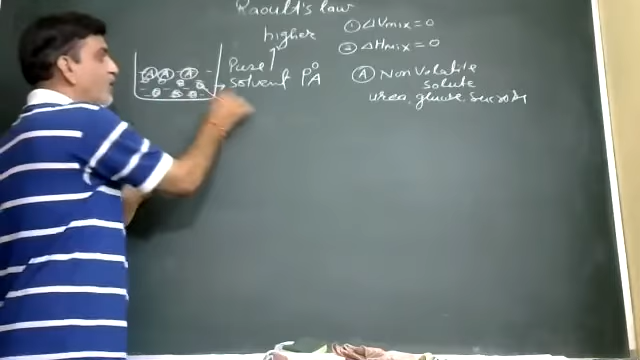 Raoult's law
higher
① ΔVmix = 0
② ΔHmix = 0
A A A
Pure
solvent P°A
Ⓐ Non Volatile
solute
urea, glucose, sucrose